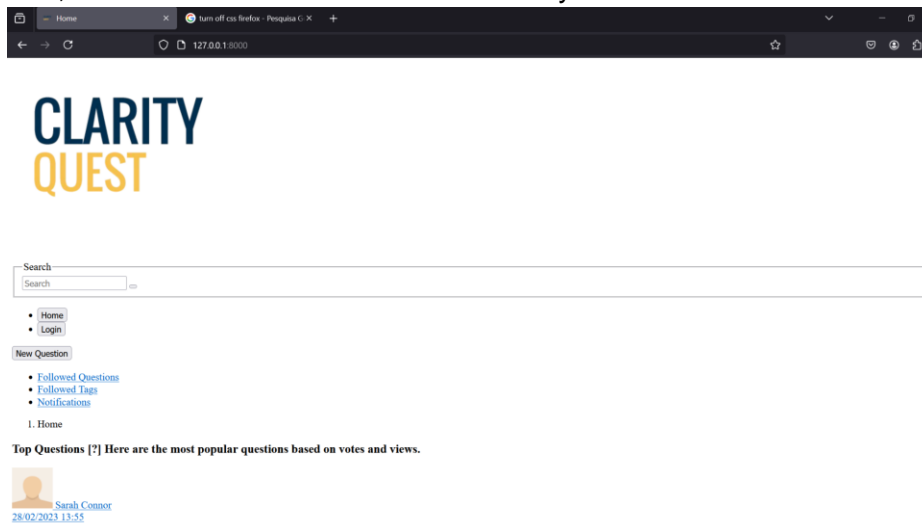 Home
turn off css firefox - Pesquisa G
127.0.0.1:8000
CLARITY
QUEST
Search
Search
Home
Login
New Question
Followed Questions
Followed Tags
Notifications
1. Home
Top Questions [?] Here are the most popular questions based on votes and views.
Sarah Connor
28/02/2023 13:55